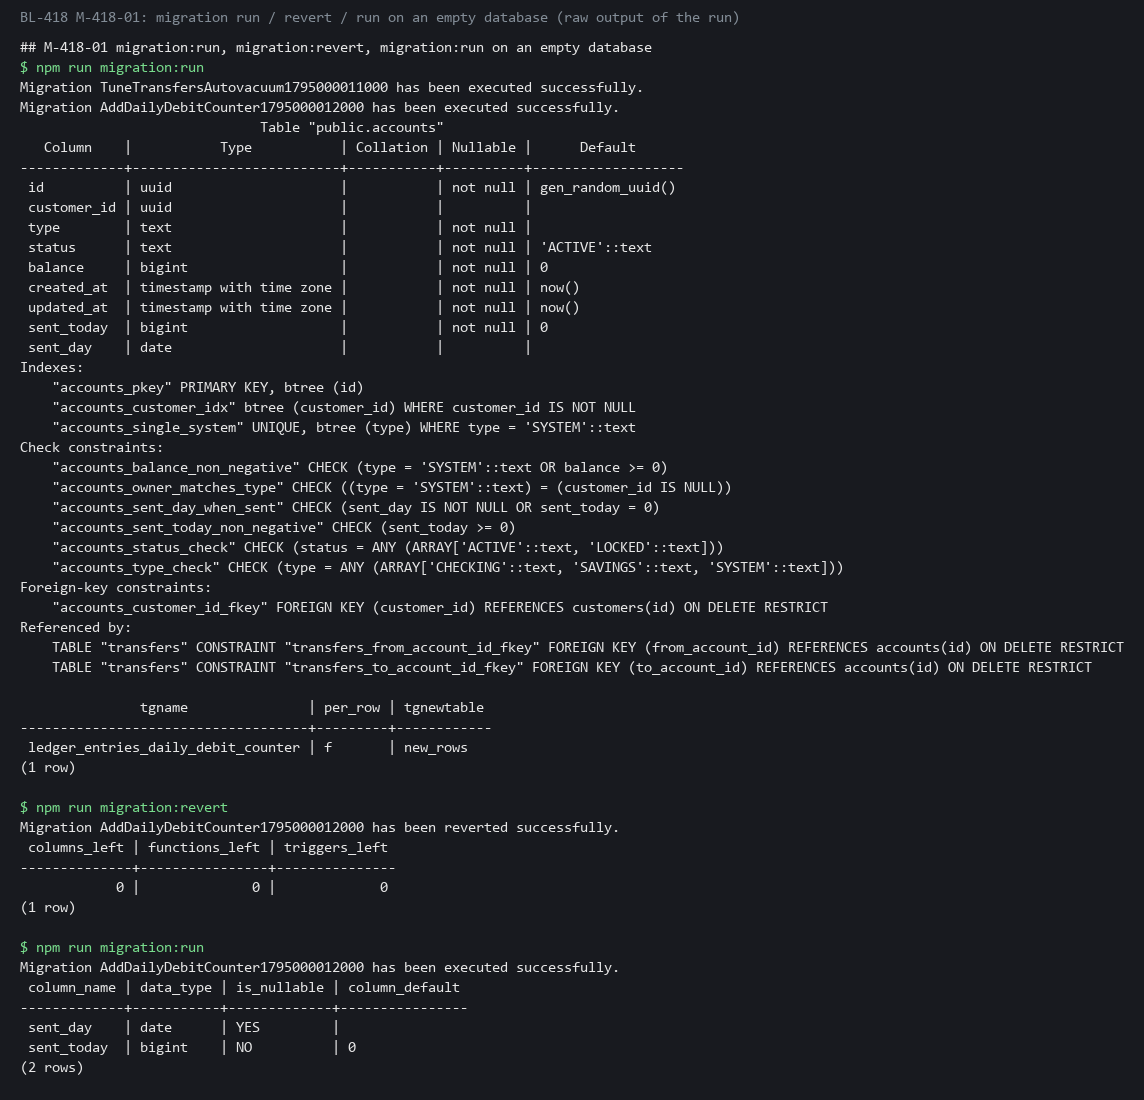 BL-418 M-418-01: migration run / revert / run on an empty database (raw output of the run)
## M-418-01 migration:run, migration:revert, migration:run on an empty database
$ npm run migration:run
Migration TuneTransfersAutovacuum1795000011000 has been executed successfully.
Migration AddDailyDebitCounter1795000012000 has been executed successfully.
                              Table "public.accounts"
   Column    |           Type           | Collation | Nullable |      Default
-------------+--------------------------+-----------+----------+-------------------
 id          | uuid                     |           | not null | gen_random_uuid()
 customer_id | uuid                     |           |          |
 type        | text                     |           | not null |
 status      | text                     |           | not null | 'ACTIVE'::text
 balance     | bigint                   |           | not null | 0
 created_at  | timestamp with time zone |           | not null | now()
 updated_at  | timestamp with time zone |           | not null | now()
 sent_today  | bigint                   |           | not null | 0
 sent_day    | date                     |           |          |
Indexes:
    "accounts_pkey" PRIMARY KEY, btree (id)
    "accounts_customer_idx" btree (customer_id) WHERE customer_id IS NOT NULL
    "accounts_single_system" UNIQUE, btree (type) WHERE type = 'SYSTEM'::text
Check constraints:
    "accounts_balance_non_negative" CHECK (type = 'SYSTEM'::text OR balance >= 0)
    "accounts_owner_matches_type" CHECK ((type = 'SYSTEM'::text) = (customer_id IS NULL))
    "accounts_sent_day_when_sent" CHECK (sent_day IS NOT NULL OR sent_today = 0)
    "accounts_sent_today_non_negative" CHECK (sent_today >= 0)
    "accounts_status_check" CHECK (status = ANY (ARRAY['ACTIVE'::text, 'LOCKED'::text]))
    "accounts_type_check" CHECK (type = ANY (ARRAY['CHECKING'::text, 'SAVINGS'::text, 'SYSTEM'::text]))
Foreign-key constraints:
    "accounts_customer_id_fkey" FOREIGN KEY (customer_id) REFERENCES customers(id) ON DELETE RESTRICT
Referenced by:
    TABLE "transfers" CONSTRAINT "transfers_from_account_id_fkey" FOREIGN KEY (from_account_id) REFERENCES accounts(id) ON DELETE RESTRICT
    TABLE "transfers" CONSTRAINT "transfers_to_account_id_fkey" FOREIGN KEY (to_account_id) REFERENCES accounts(id) ON DELETE RESTRICT
               tgname               | per_row | tgnewtable
------------------------------------+---------+------------
 ledger_entries_daily_debit_counter | f       | new_rows
(1 row)
$ npm run migration:revert
Migration AddDailyDebitCounter1795000012000 has been reverted successfully.
 columns_left | functions_left | triggers_left
--------------+----------------+---------------
            0 |              0 |             0
(1 row)
$ npm run migration:run
Migration AddDailyDebitCounter1795000012000 has been executed successfully.
 column_name | data_type | is_nullable | column_default
-------------+-----------+-------------+----------------
 sent_day    | date      | YES         |
 sent_today  | bigint    | NO          | 0
(2 rows)